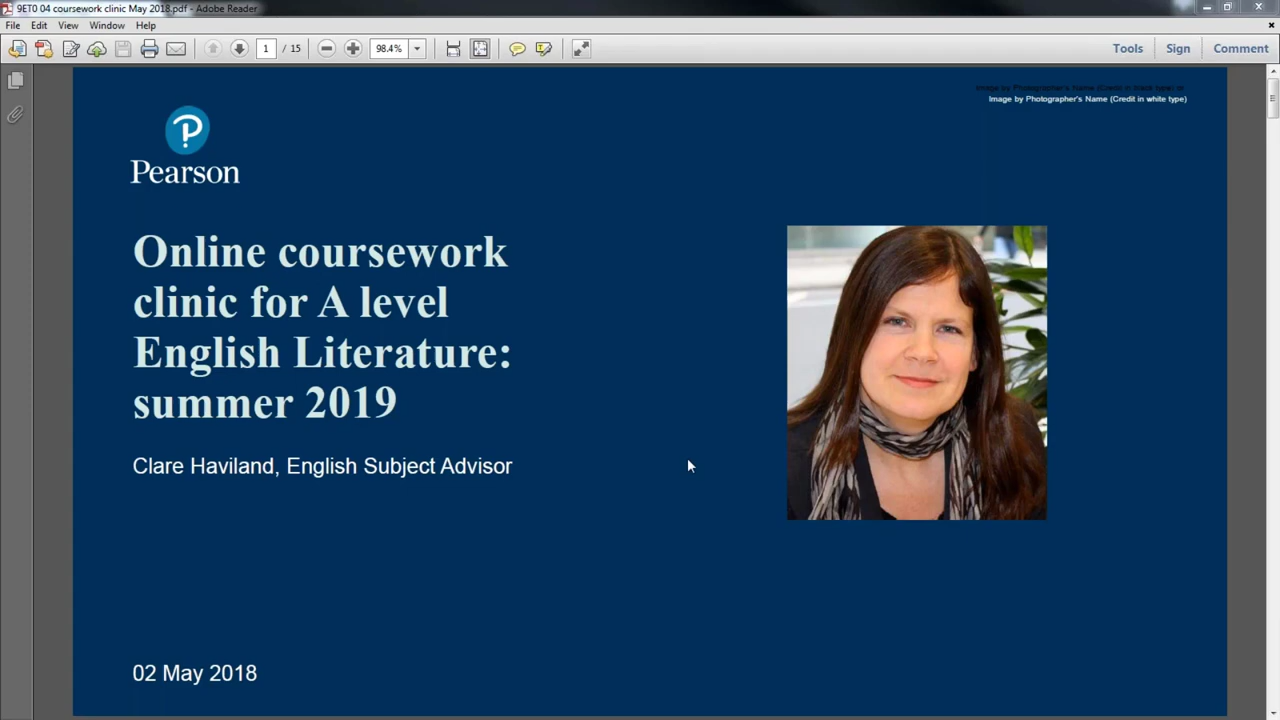 9ET0 04 coursework clinic May 2018.pdf - Adobe Reader
File Edit View Window Help
1 / 15 98.4% Tools Sign Comment
Image by Photographer's Name (Credit in white type)
Pearson
Online coursework
clinic for A level
English Literature:
summer 2019
Clare Haviland, English Subject Advisor
02 May 2018